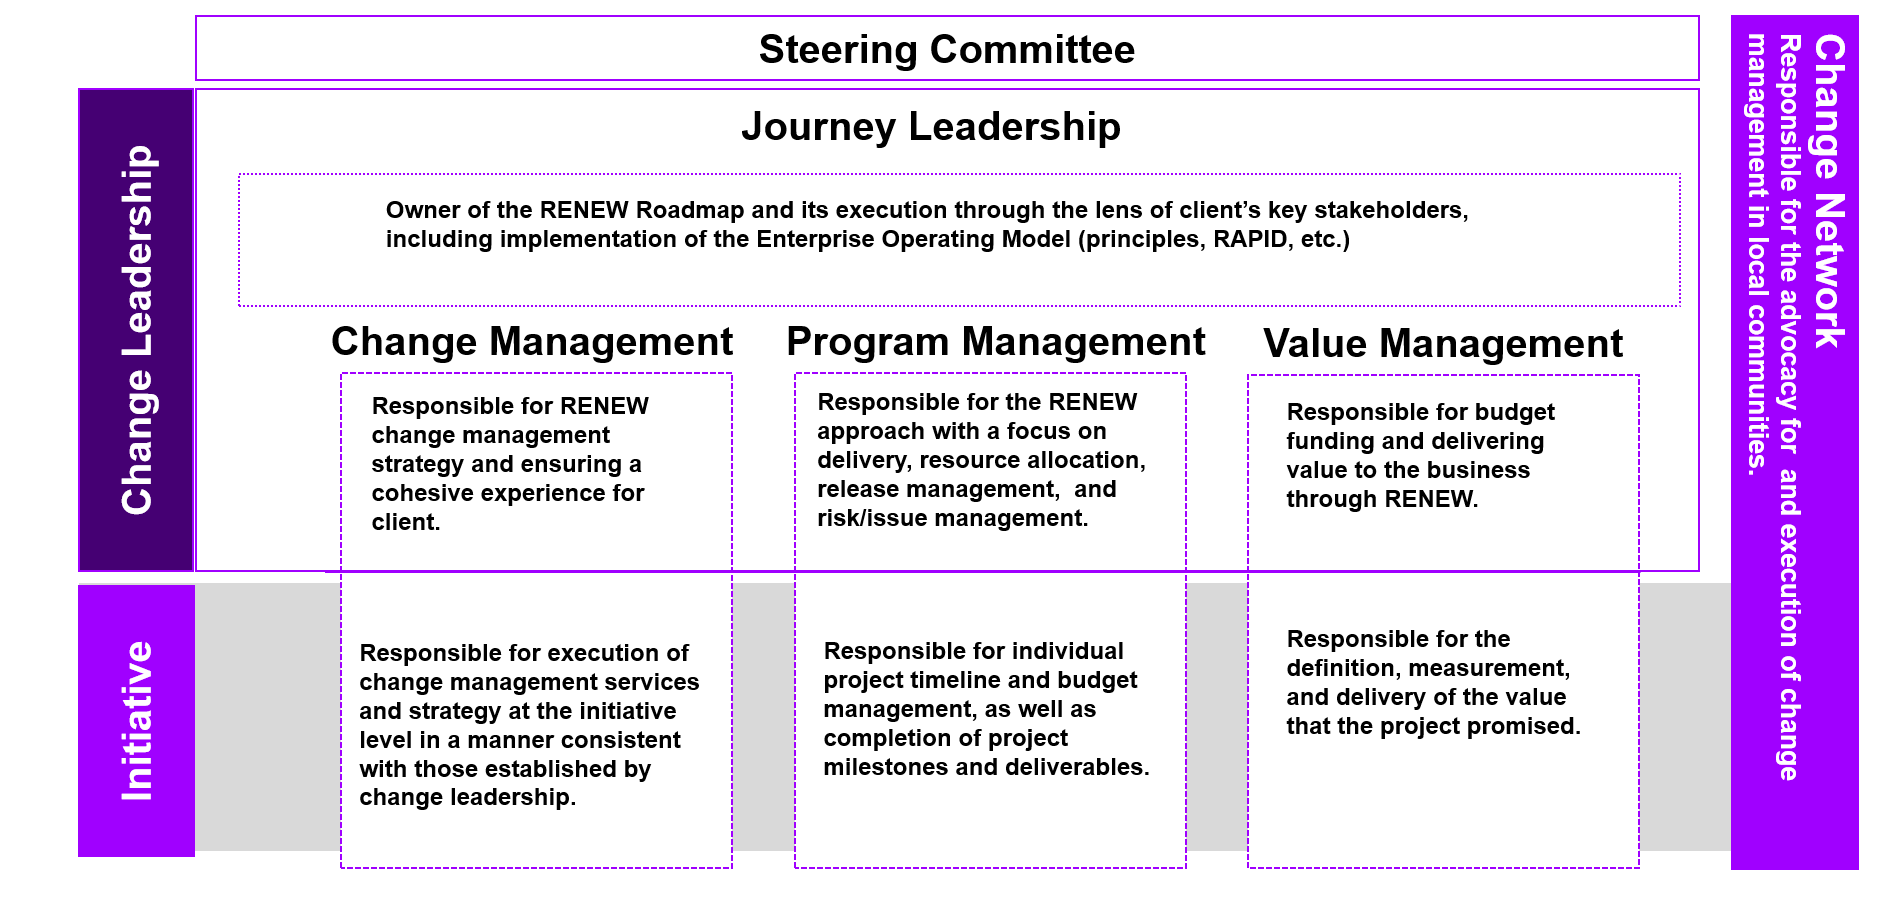 Steering Committee
Change Leadership
Journey Leadership
Owner of the RENEW Roadmap and its execution through the lens of client’s key stakeholders,
including implementation of the Enterprise Operating Model (principles, RAPID, etc.)
Change Management
Responsible for RENEW
change management
strategy and ensuring a
cohesive experience for
client.
Program Management
Responsible for the RENEW
approach with a focus on
delivery, resource allocation,
release management,  and
risk/issue management.
Value Management
Responsible for budget
funding and delivering
value to the business
through RENEW.
Initiative
Responsible for execution of
change management services
and strategy at the initiative
level in a manner consistent
with those established by
change leadership.
Responsible for individual
project timeline and budget
management, as well as
completion of project
milestones and deliverables.
Responsible for the
definition, measurement,
and delivery of the value
that the project promised.
Change Network
Responsible for the advocacy for  and execution of change
management in local communities.